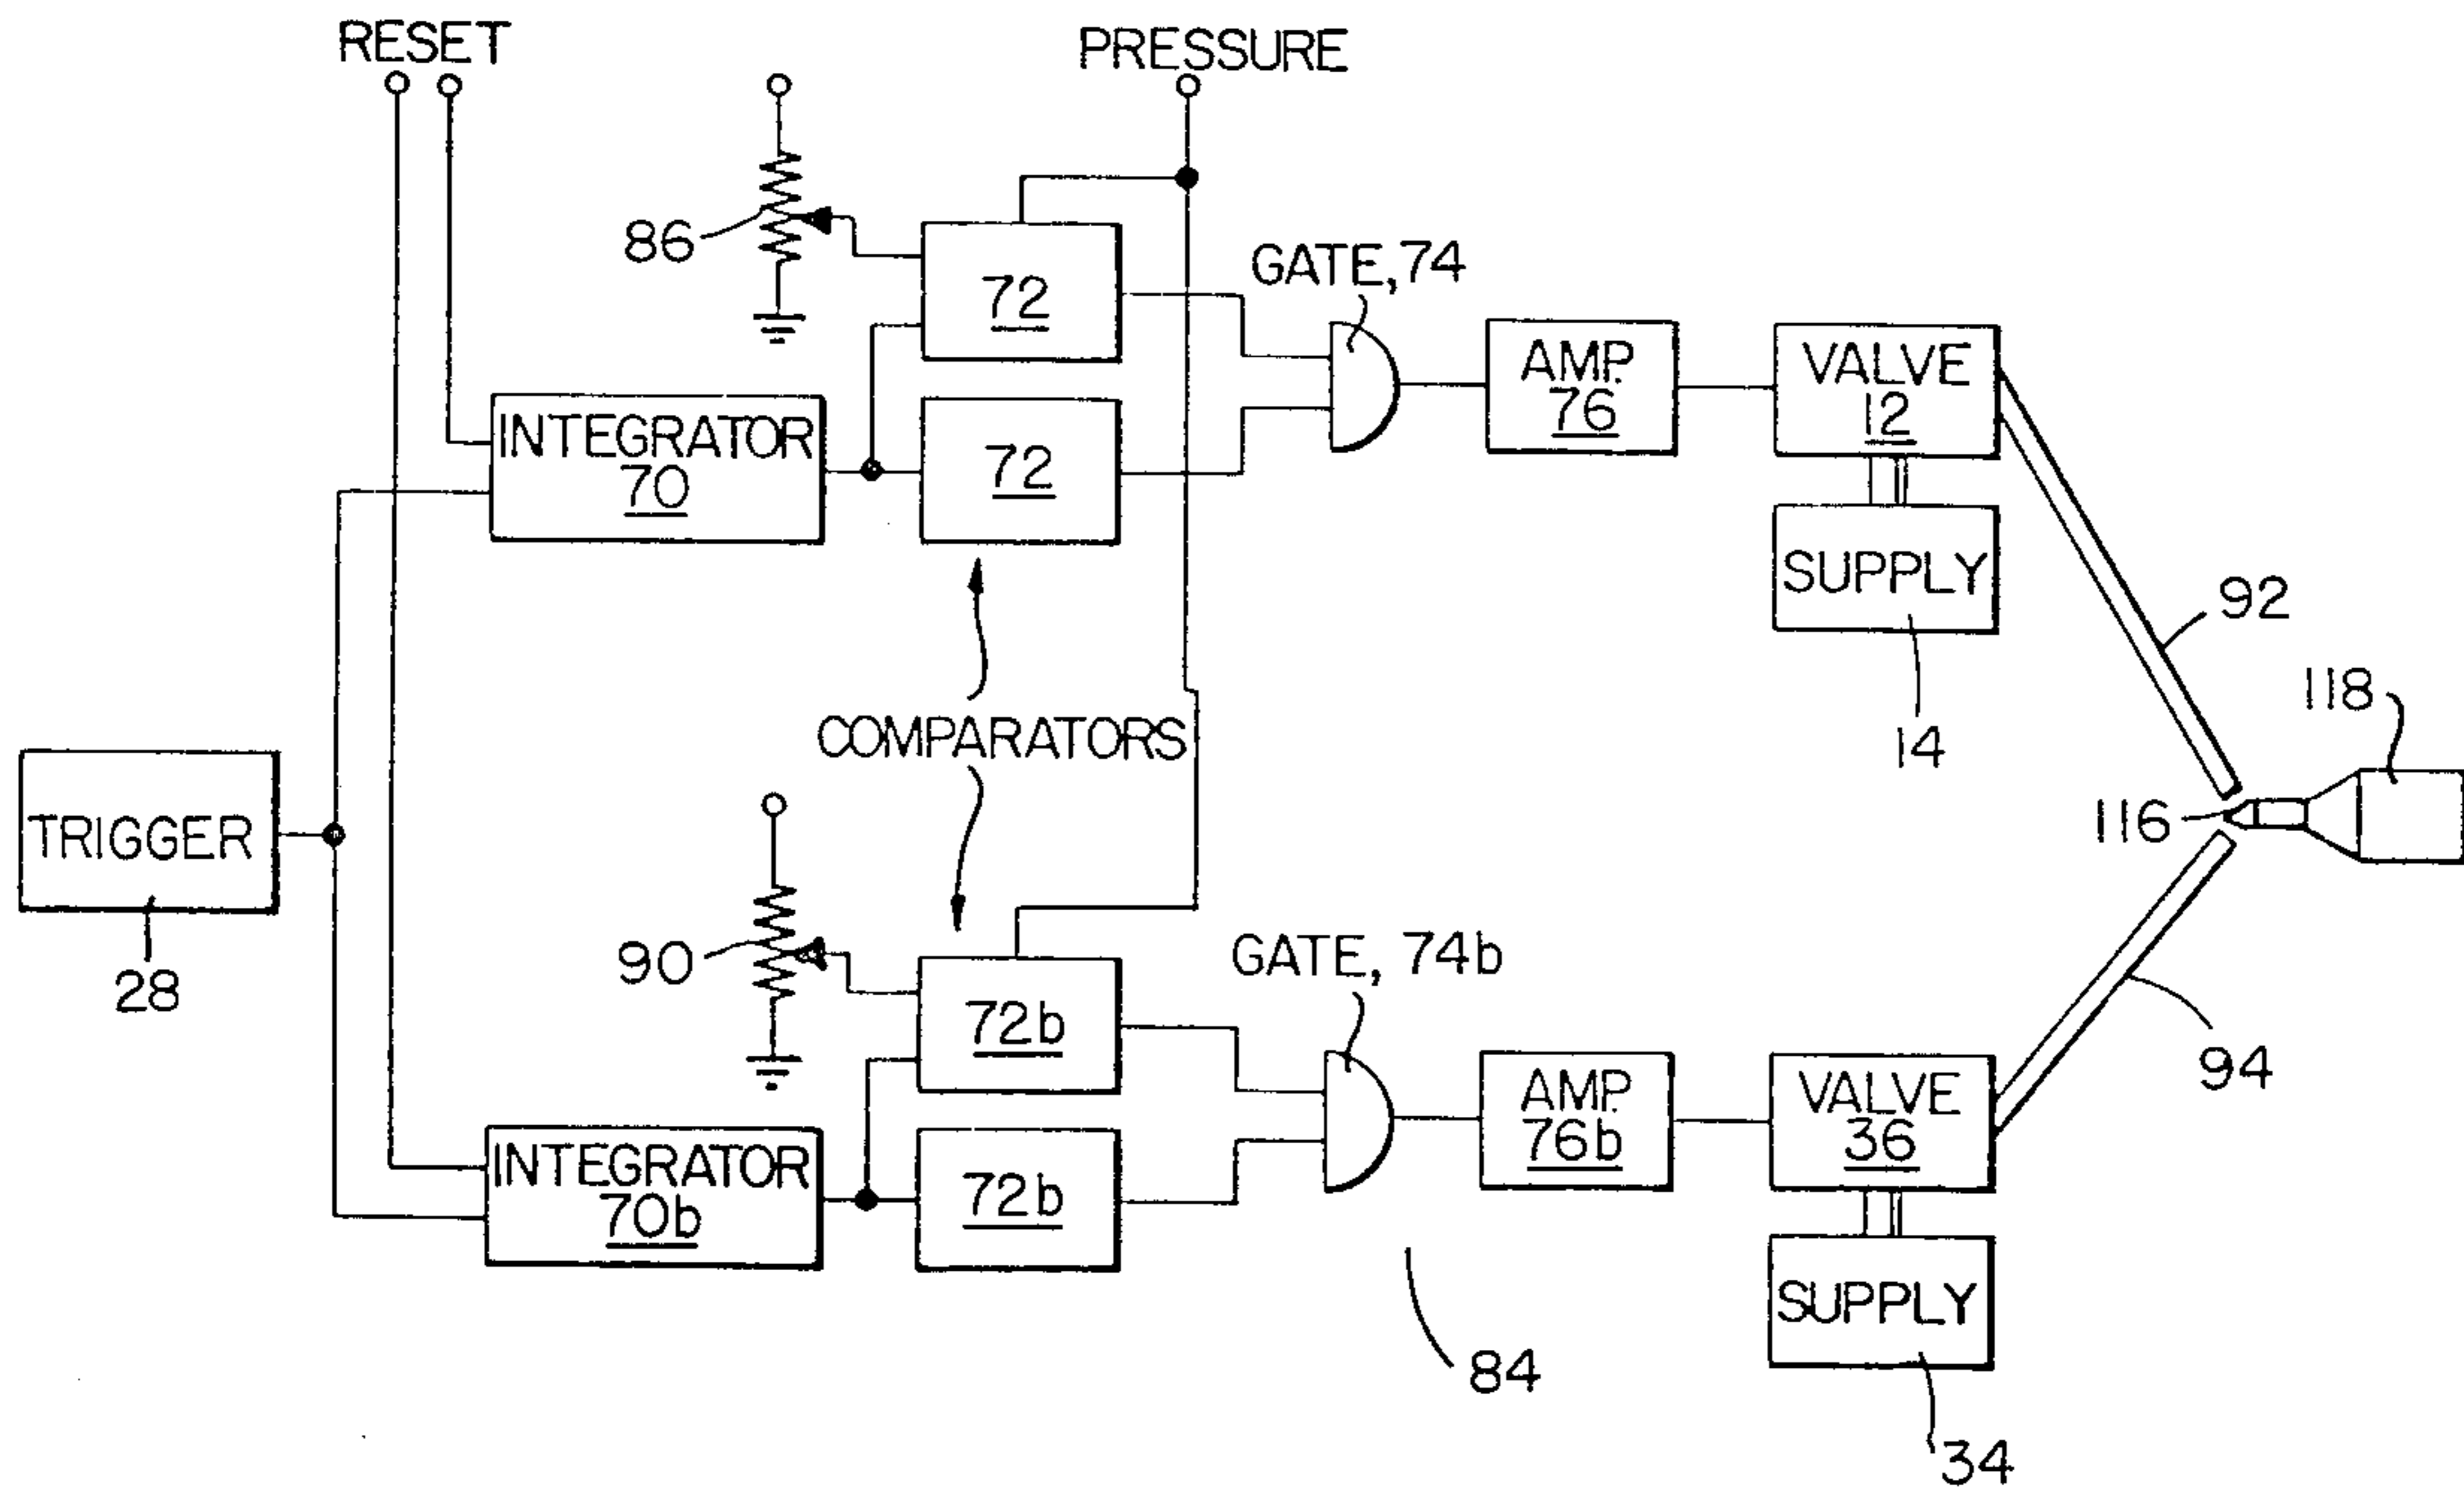 RESET
PRESSURE
86
72
GATE, 74
AMP.
76
VALVE
12
INTEGRATOR
70
72
SUPPLY
92
14
118
COMPARATORS
TRIGGER
28
116
90
72b
GATE, 74b
AMP.
76b
VALVE
36
94
INTEGRATOR
70b
72b
SUPPLY
84
34